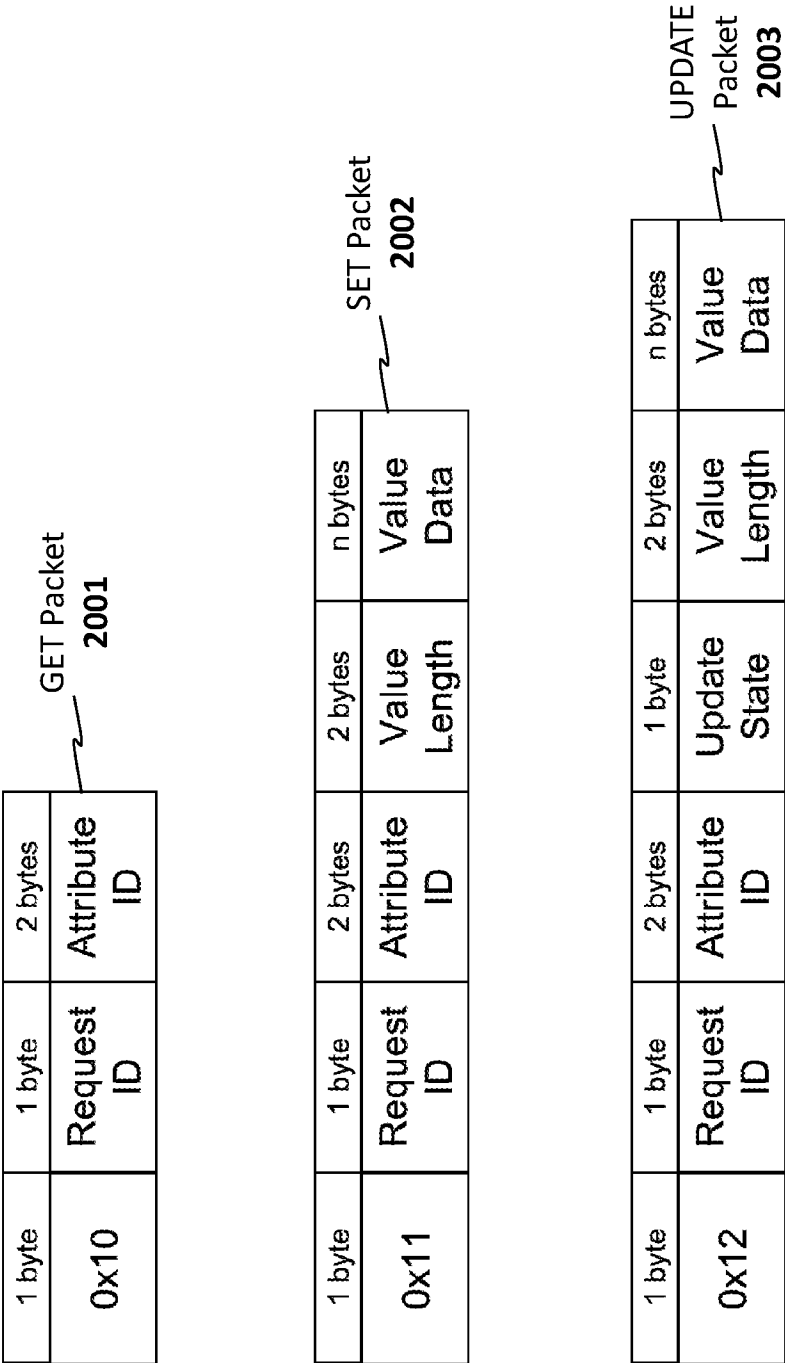 1 byte
1 byte
2 bytes
0x10
Request
ID
Attribute
ID
GET Packet
2001
1 byte
1 byte
2 bytes
2 bytes
n bytes
0x11
Request
ID
Attribute
ID
Value
Length
Value
Data
SET Packet
2002
1 byte
1 byte
2 bytes
1 byte
2 bytes
n bytes
0x12
Request
ID
Attribute
ID
Update
State
Value
Length
Value
Data
UPDATE
Packet
2003